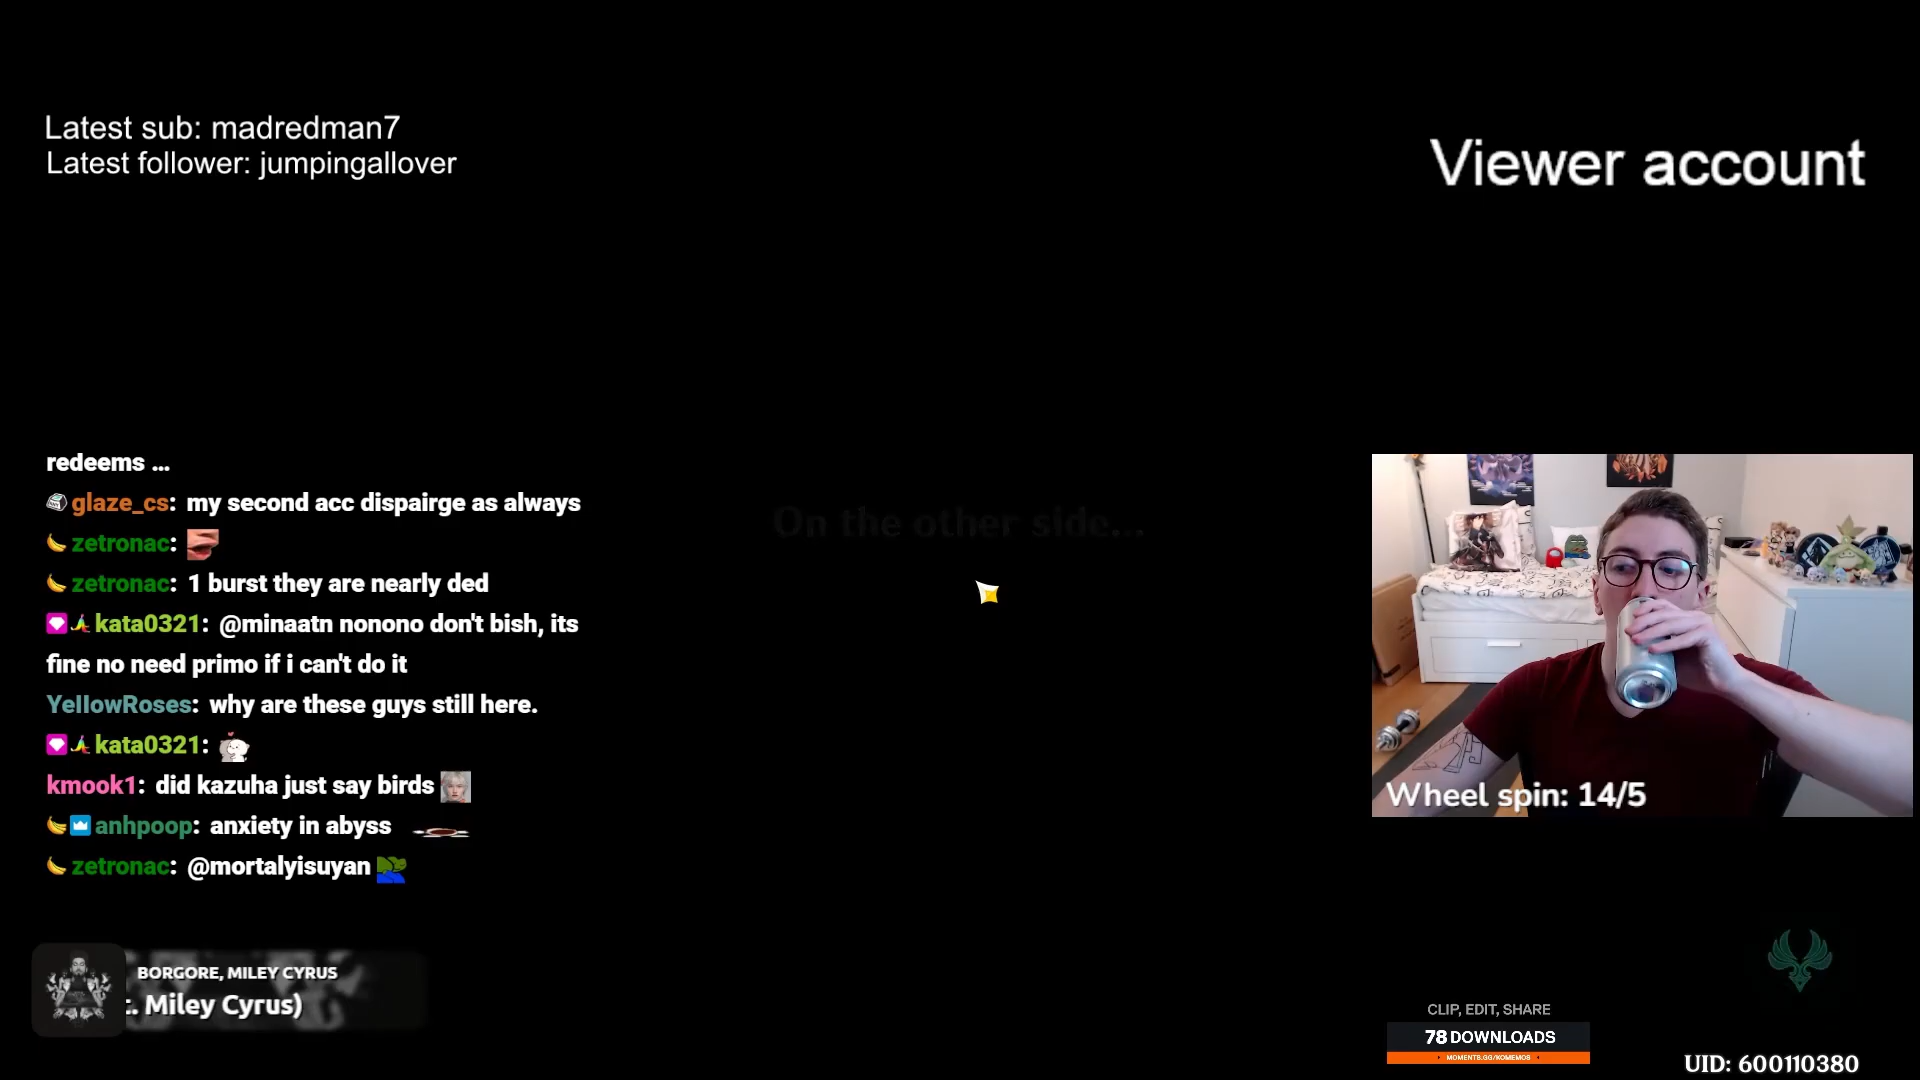 Latest sub: madredman7
Latest follower: jumpingallover
Viewer account
redeems ...
glaze_cs: my second acc dispairge as always
zetronac:
zetronac: 1 burst they are nearly ded
kata0321: @minaatn nonono don't bish, its
fine no need primo if i can't do it
YellowRoses: why are these guys still here.
kata0321:
kmook1: did kazuha just say birds
anhpoop: anxiety in abyss
zetronac: @mortalyisuyan
On the other side...
Wheel spin: 14/5
BORGORE, MILEY CYRUS
t. Miley Cyrus)
CLIP, EDIT, SHARE
78 DOWNLOADS
MOMENTS.GG/KOMEMOS
UID: 600110380